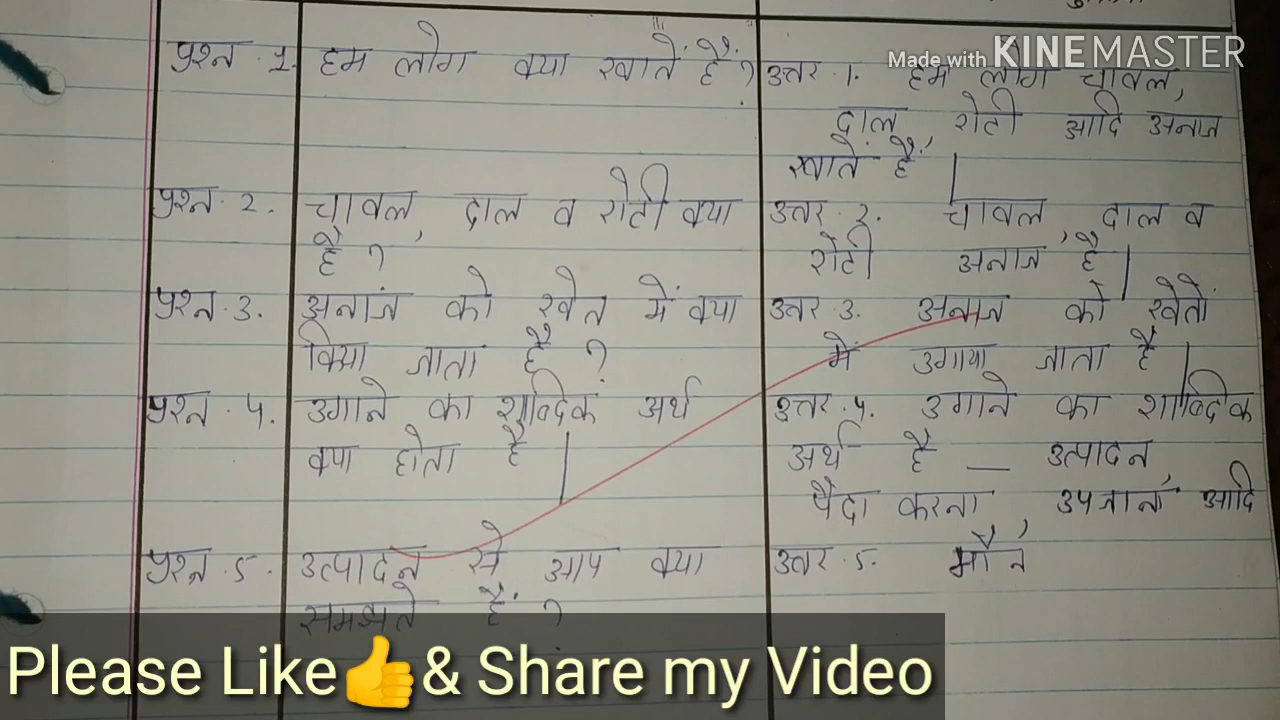 Made with KINEMASTER
प्रश्न 1. हम लोग क्या खाते हैं ? उत्तर 1. हम लोग चावल,
दाल, रोटी आदि अनाज
खाते हैं |
प्रश्न 2. चावल, दाल व रोटी क्या उत्तर 2. चावल, दाल व
है ? रोटी अनाज है |
प्रश्न 3. अनाज को खेत में क्या उत्तर 3. अनाज को खेतों
किया जाता है ? में उगाया जाता है |
प्रश्न 4. उगाने का शाब्दिक अर्थ उत्तर 4. उगाने का शाब्दिक
क्या होता है | अर्थ है — उत्पादन,
पैदा करना, उपजाना आदि
प्रश्न 5. उत्पादन से आप क्या उत्तर 5. मौन
समझते हैं ?
Please Like👍& Share my Video